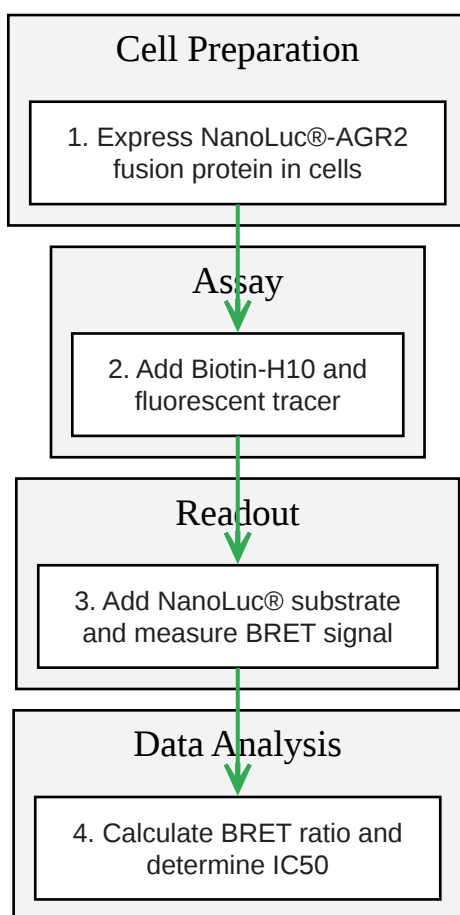 Cell Preparation
1. Express NanoLuc®-AGR2
fusion protein in cells
Assay
2. Add Biotin-H10 and
fluorescent tracer
Readout
3. Add NanoLuc® substrate
and measure BRET signal
Data Analysis
4. Calculate BRET ratio and
determine IC50